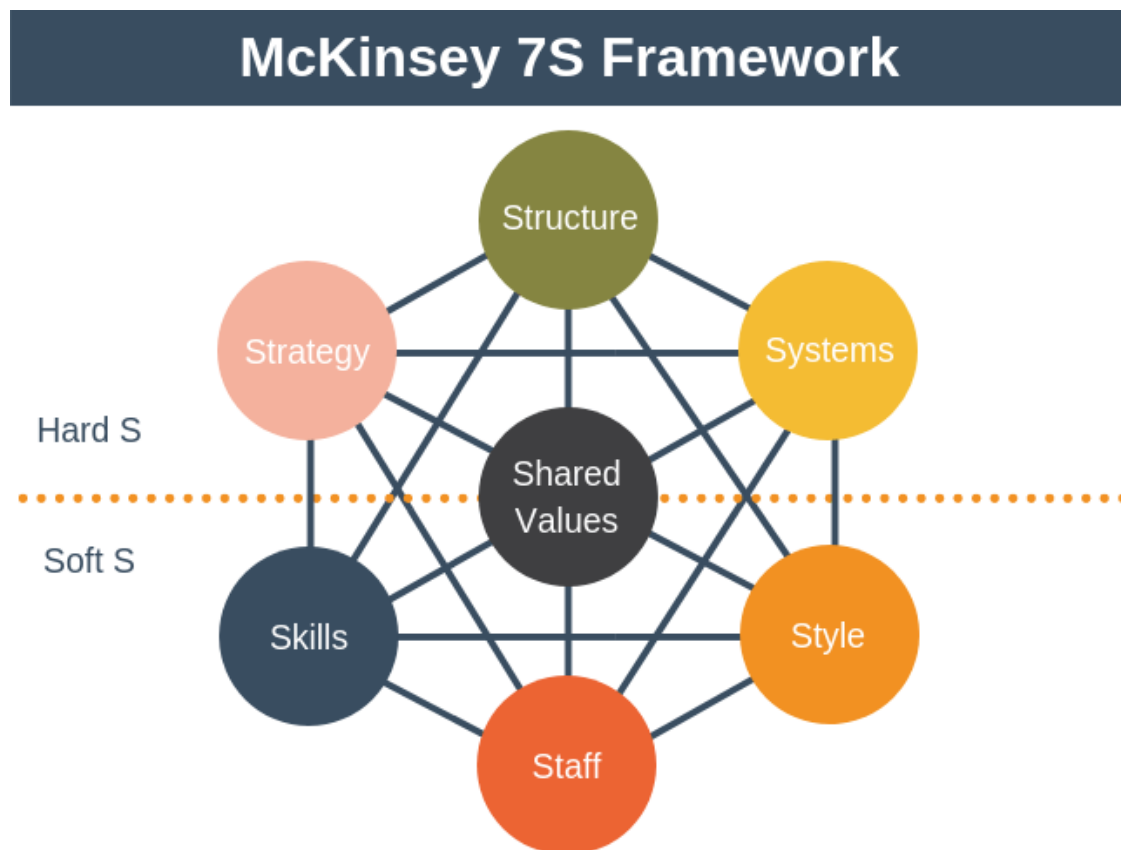 McKinsey 7S Framework
Structure
Strategy
Systems
Hard S
Shared
Values
Soft S
Skills
Style
Staff